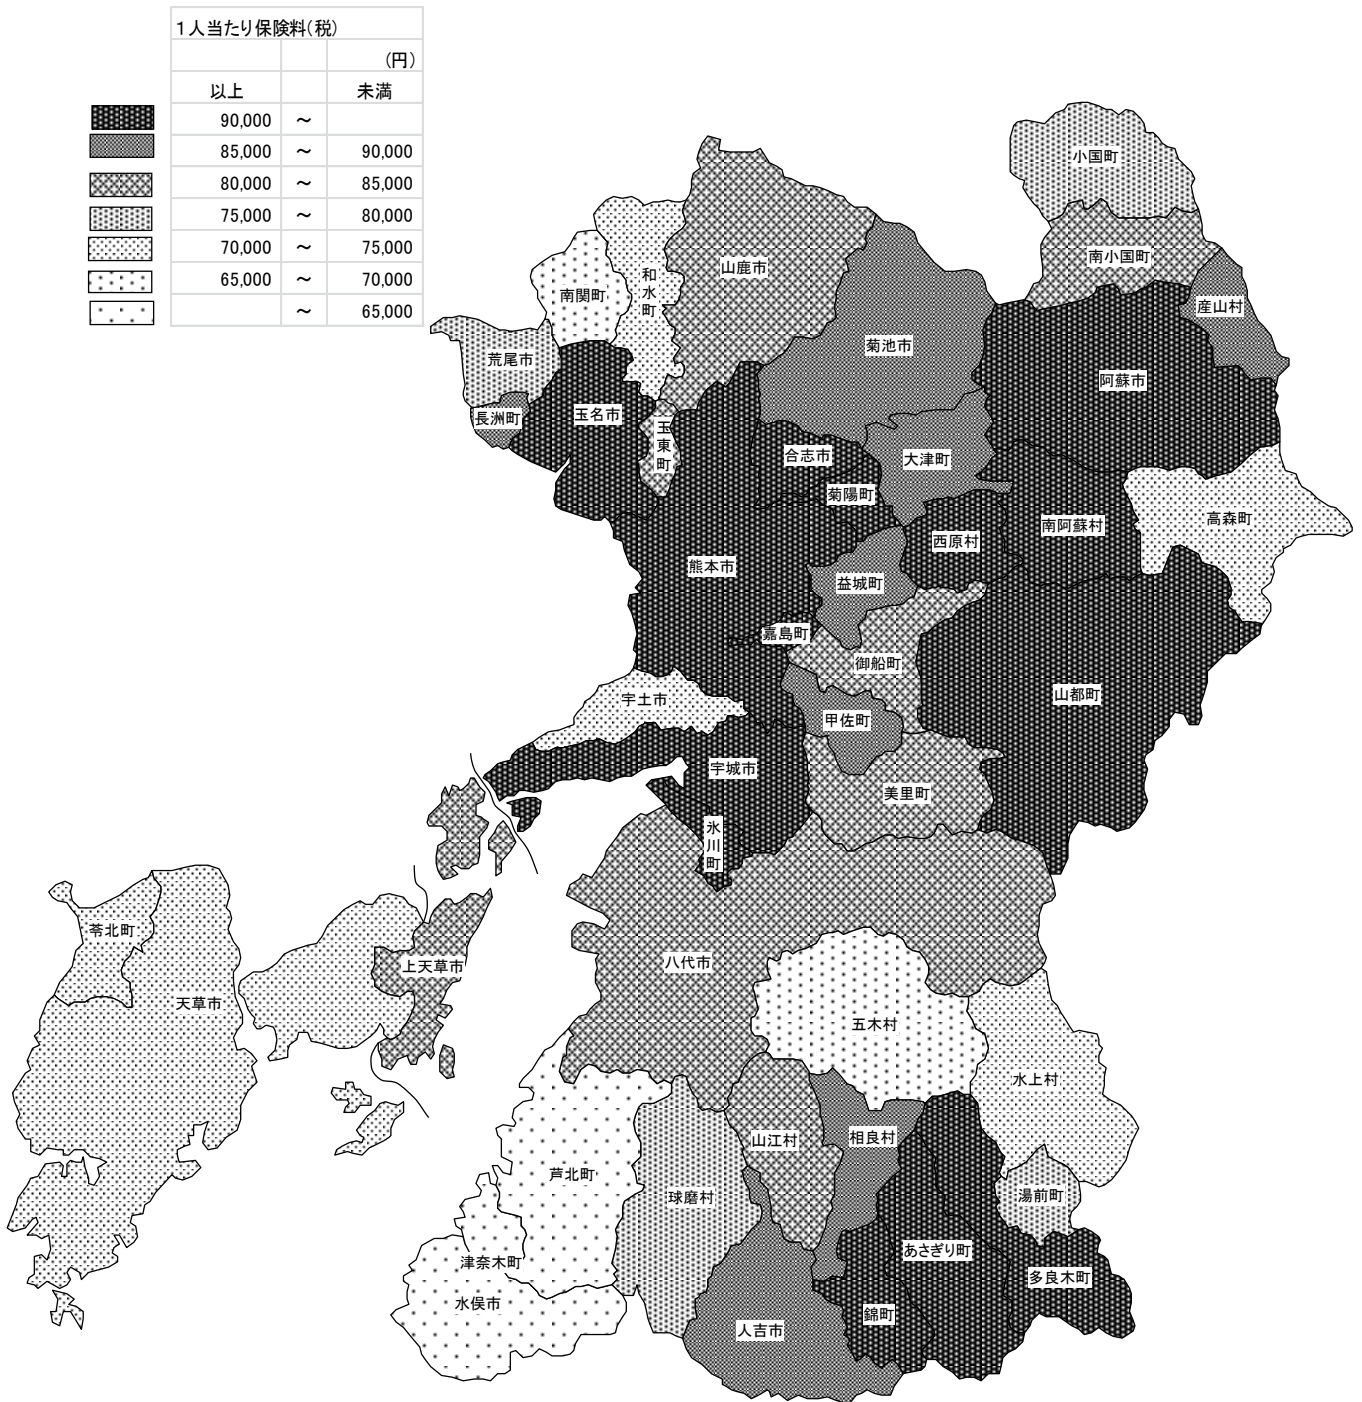 1人当たり保険料(税)
(円)
以上 未満
90,000 ~
85,000 ~ 90,000
80,000 ~ 85,000
75,000 ~ 80,000
70,000 ~ 75,000
65,000 ~ 70,000
~ 65,000
小国町
南小国町
産山村
山鹿市
和水町
南関町
菊池市
荒尾市
阿蘇市
長洲町
玉名市
玉東町
合志市
大津町
菊陽町
高森町
南阿蘇村
西原村
熊本市
益城町
嘉島町
御船町
山都町
宇土市
甲佐町
宇城市
美里町
氷川町
苓北町
上天草市
八代市
天草市
五木村
水上村
山江村
相良村
芦北町
球磨村
湯前町
あさぎり町
津奈木町
多良木町
水俣市
錦町
人吉市